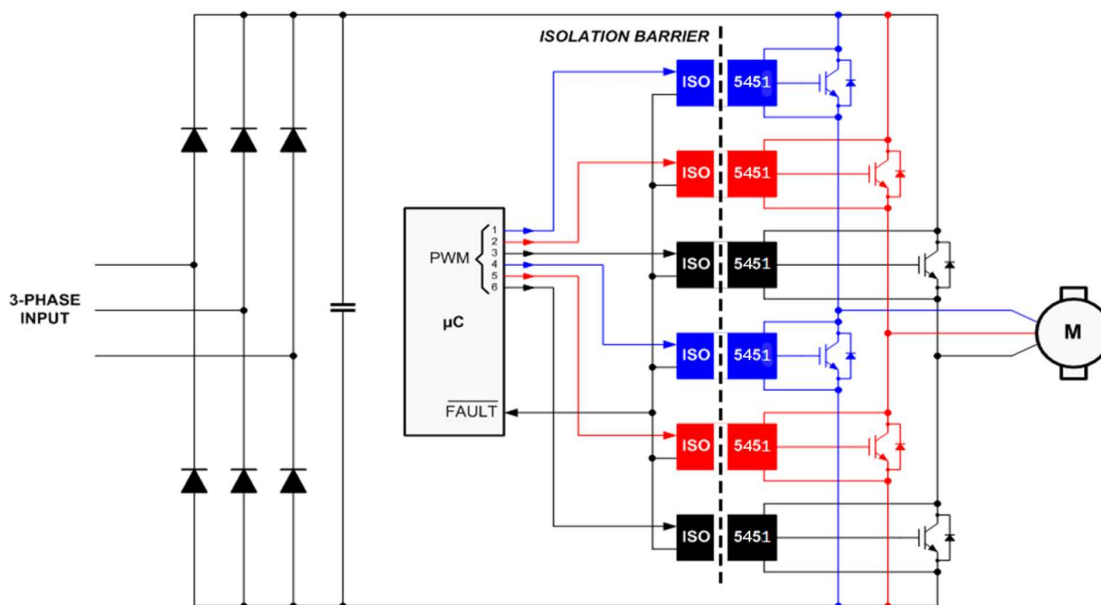 ISOLATION BARRIER
ISO 5451
ISO 5451
PWM
1
2
3
4
5
6
ISO 5451
3-PHASE
INPUT
µC
M
ISO 5451
FAULT
ISO 5451
ISO 5451